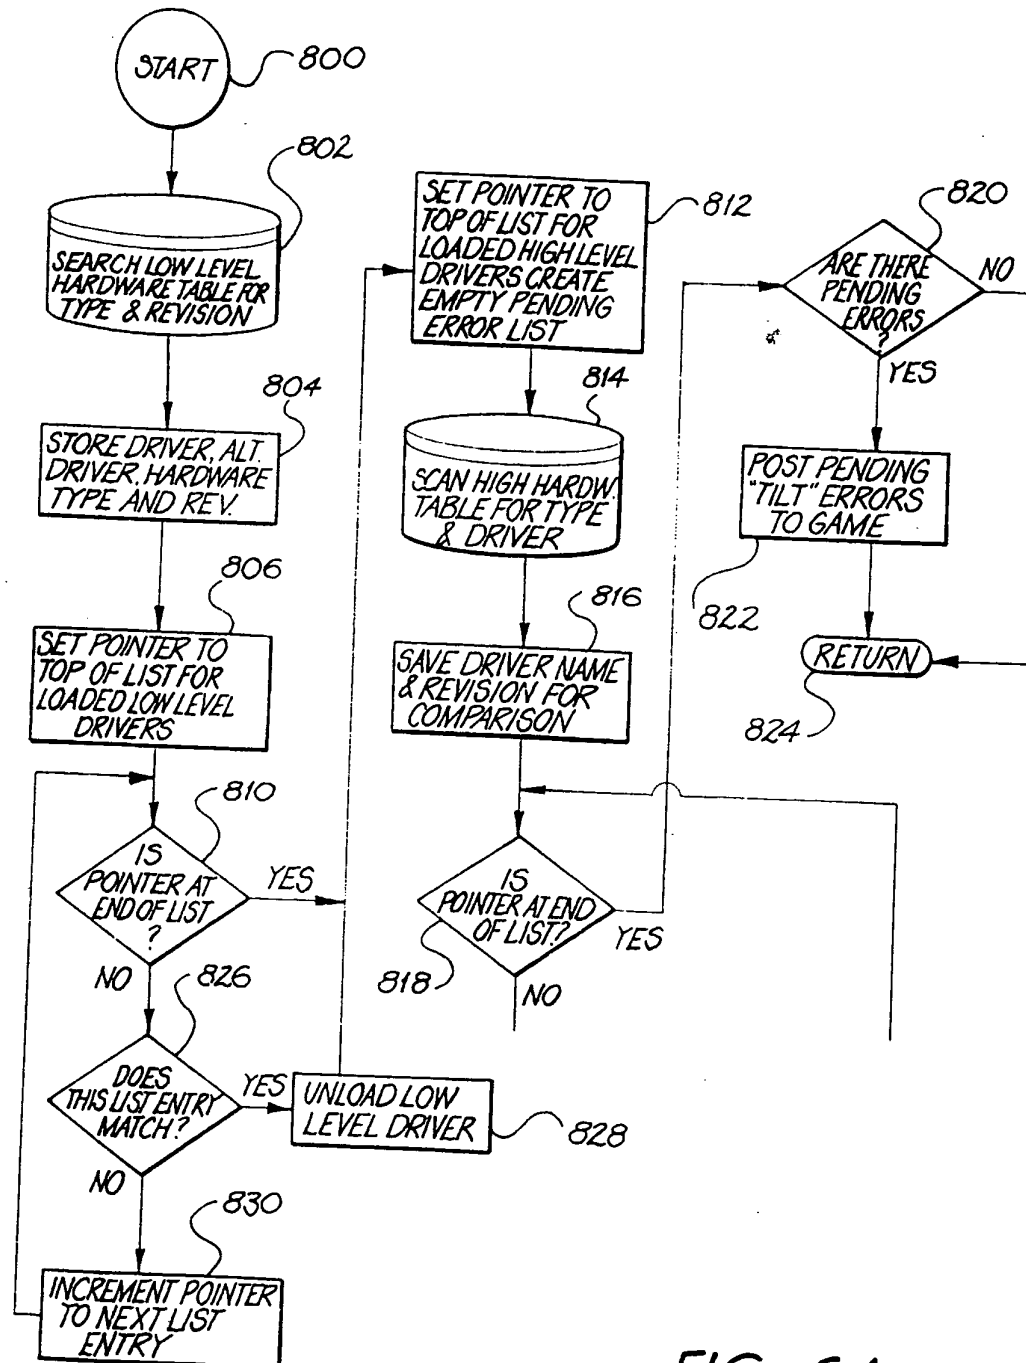 START
800
802
SEARCH LOW LEVEL
HARDWARE TABLE FOR
TYPE & REVISION
804
STORE DRIVER, ALT.
DRIVER, HARDWARE
TYPE AND REV.
806
SET POINTER TO
TOP OF LIST FOR
LOADED LOW LEVEL
DRIVERS
810
IS
POINTER AT
END OF LIST
?
YES
NO
826
DOES
THIS LIST ENTRY
MATCH?
YES
NO
UNLOAD LOW
LEVEL DRIVER
828
830
INCREMENT POINTER
TO NEXT LIST
ENTRY
SET POINTER TO
TOP OF LIST FOR
LOADED HIGH LEVEL
DRIVERS CREATE
EMPTY PENDING
ERROR LIST
812
814
SCAN HIGH HARDW.
TABLE FOR TYPE
& DRIVER
816
SAVE DRIVER NAME
& REVISION FOR
COMPARISON
IS
POINTER AT END
OF LIST?
YES
818
NO
820
ARE THERE
PENDING
ERRORS
?
NO
YES
POST PENDING
"TILT" ERRORS
TO GAME
822
RETURN
824